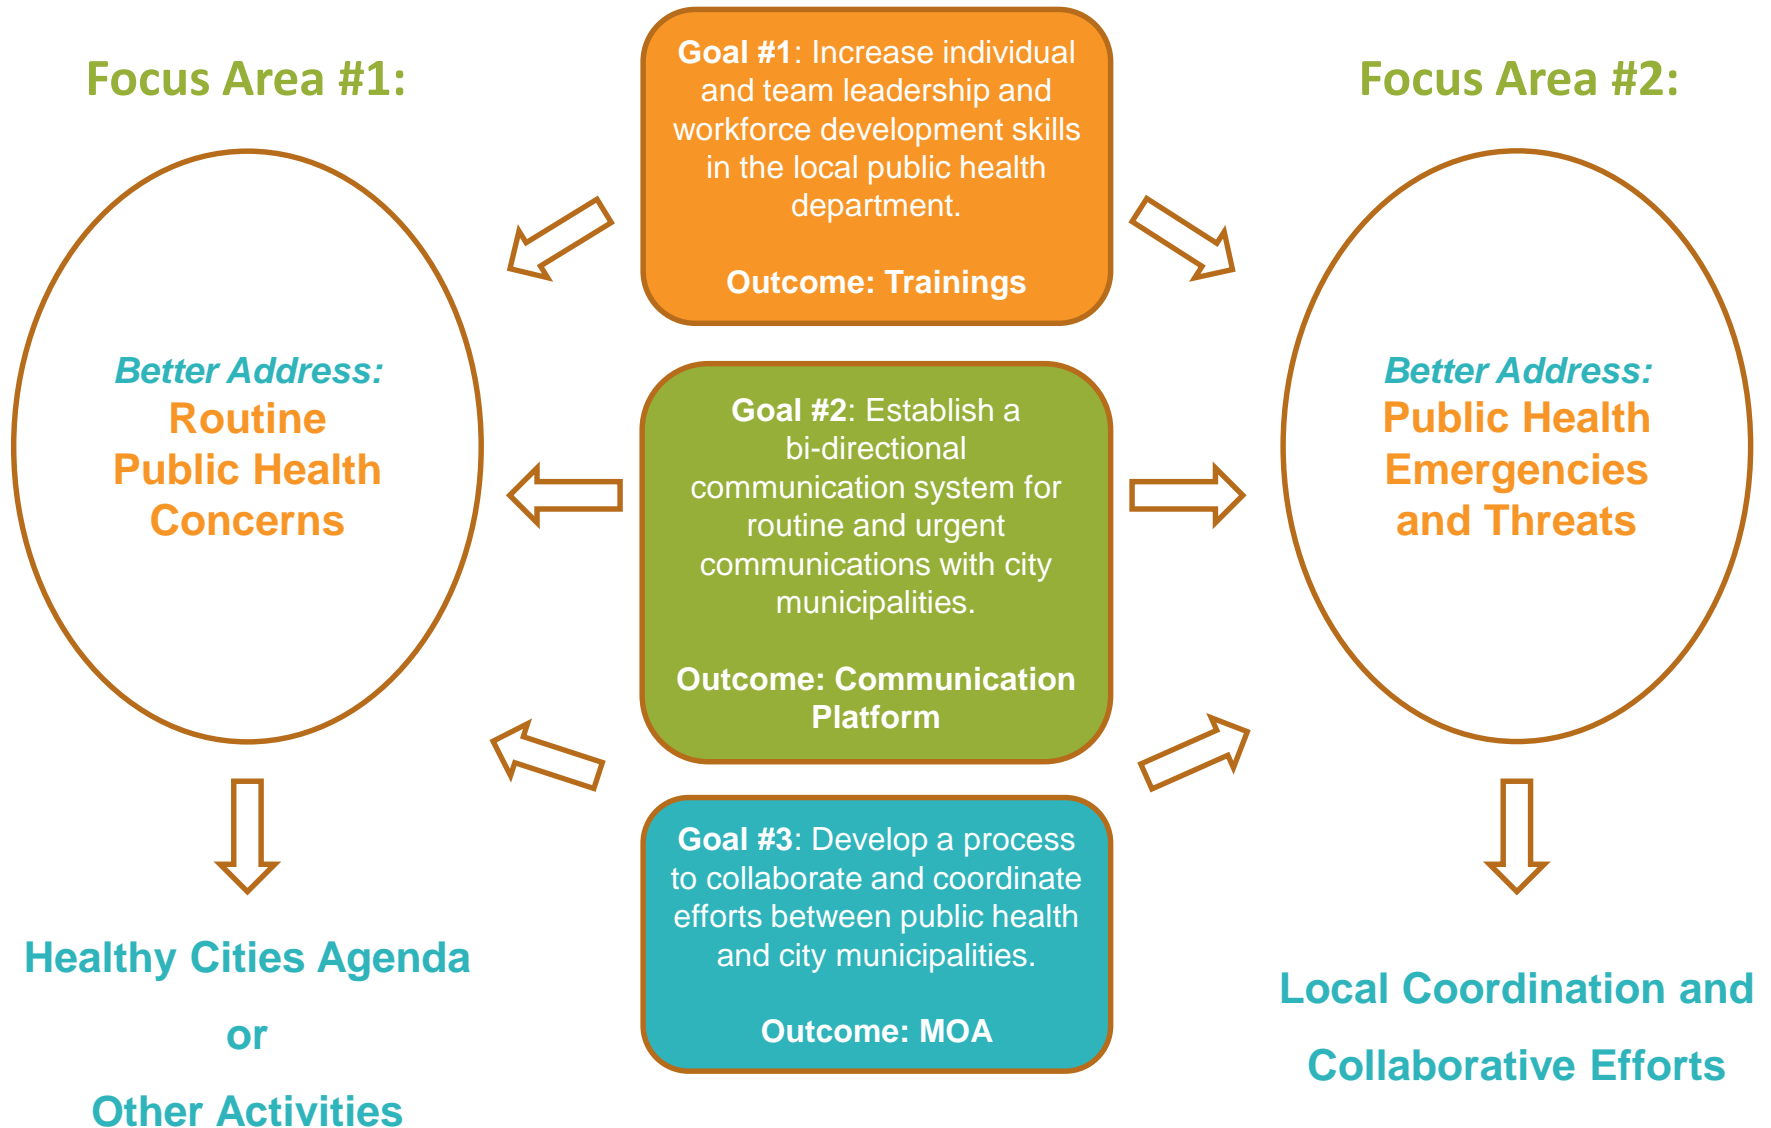 Focus Area #1:
Better Address:
Routine
Public Health
Concerns
Healthy Cities Agenda
or
Other Activities
Goal #1: Increase individual
and team leadership and
workforce development skills
in the local public health
department.
Outcome: Trainings
Goal #2: Establish a
bi-directional
communication system for
routine and urgent
communications with city
municipalities.
Outcome: Communication
Platform
Goal #3: Develop a process
to collaborate and coordinate
efforts between public health
and city municipalities.
Outcome: MOA
Focus Area #2:
Better Address:
Public Health
Emergencies
and Threats
Local Coordination and
Collaborative Efforts